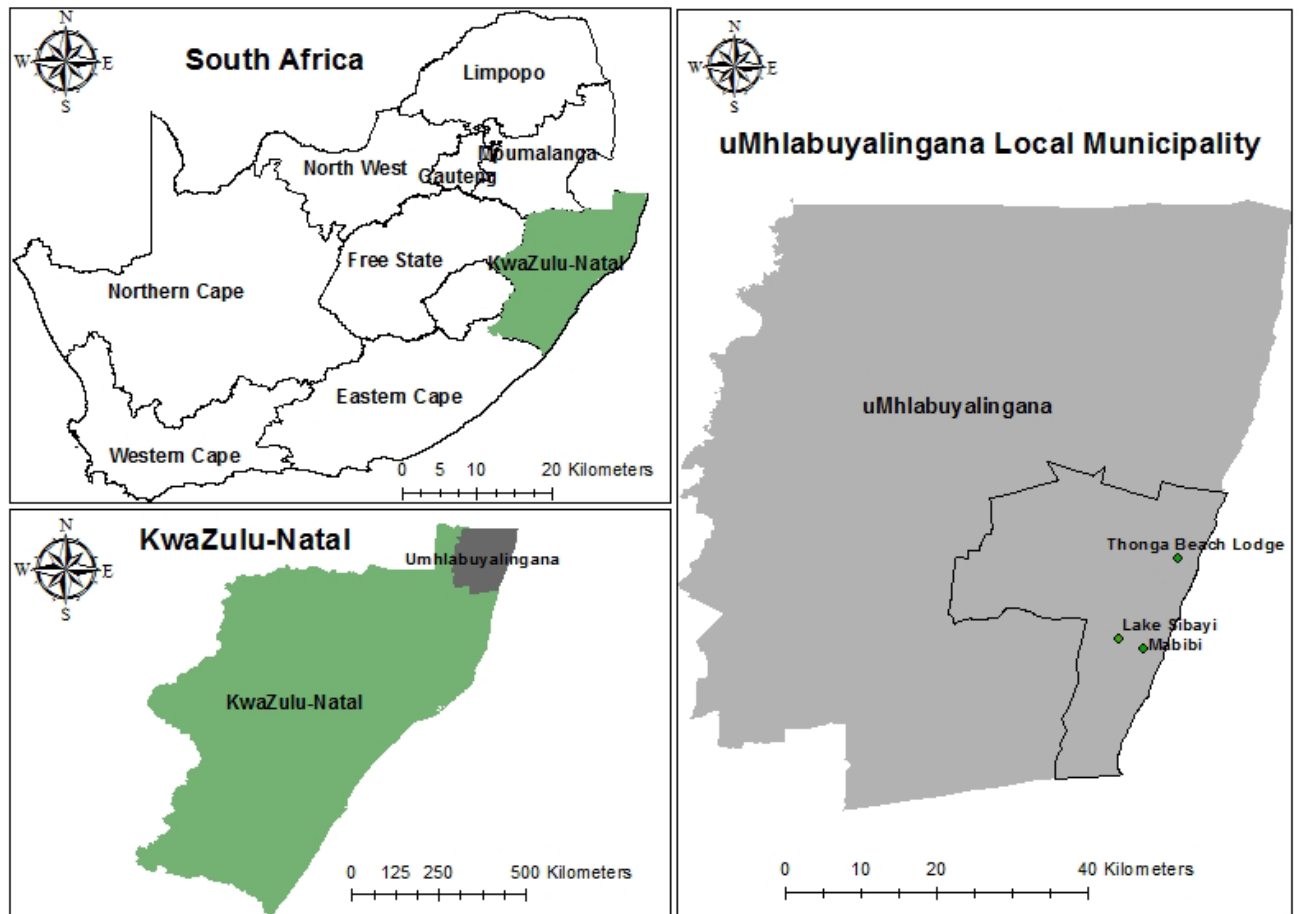 N
W E
S
South Africa
Limpopo
North West
Mpumalanga
Gauteng
Free State
KwaZulu-Natal
Northern Cape
Eastern Cape
Western Cape
0 5 10 20 Kilometers
N
W E
S
KwaZulu-Natal
Umhlabuyalingana
KwaZulu-Natal
0 125 250 500 Kilometers
N
W E
S
uMhlabuyalingana Local Municipality
uMhlabuyalingana
Thonga Beach Lodge
Lake Sibayi
Mabibi
0 10 20 40 Kilometers